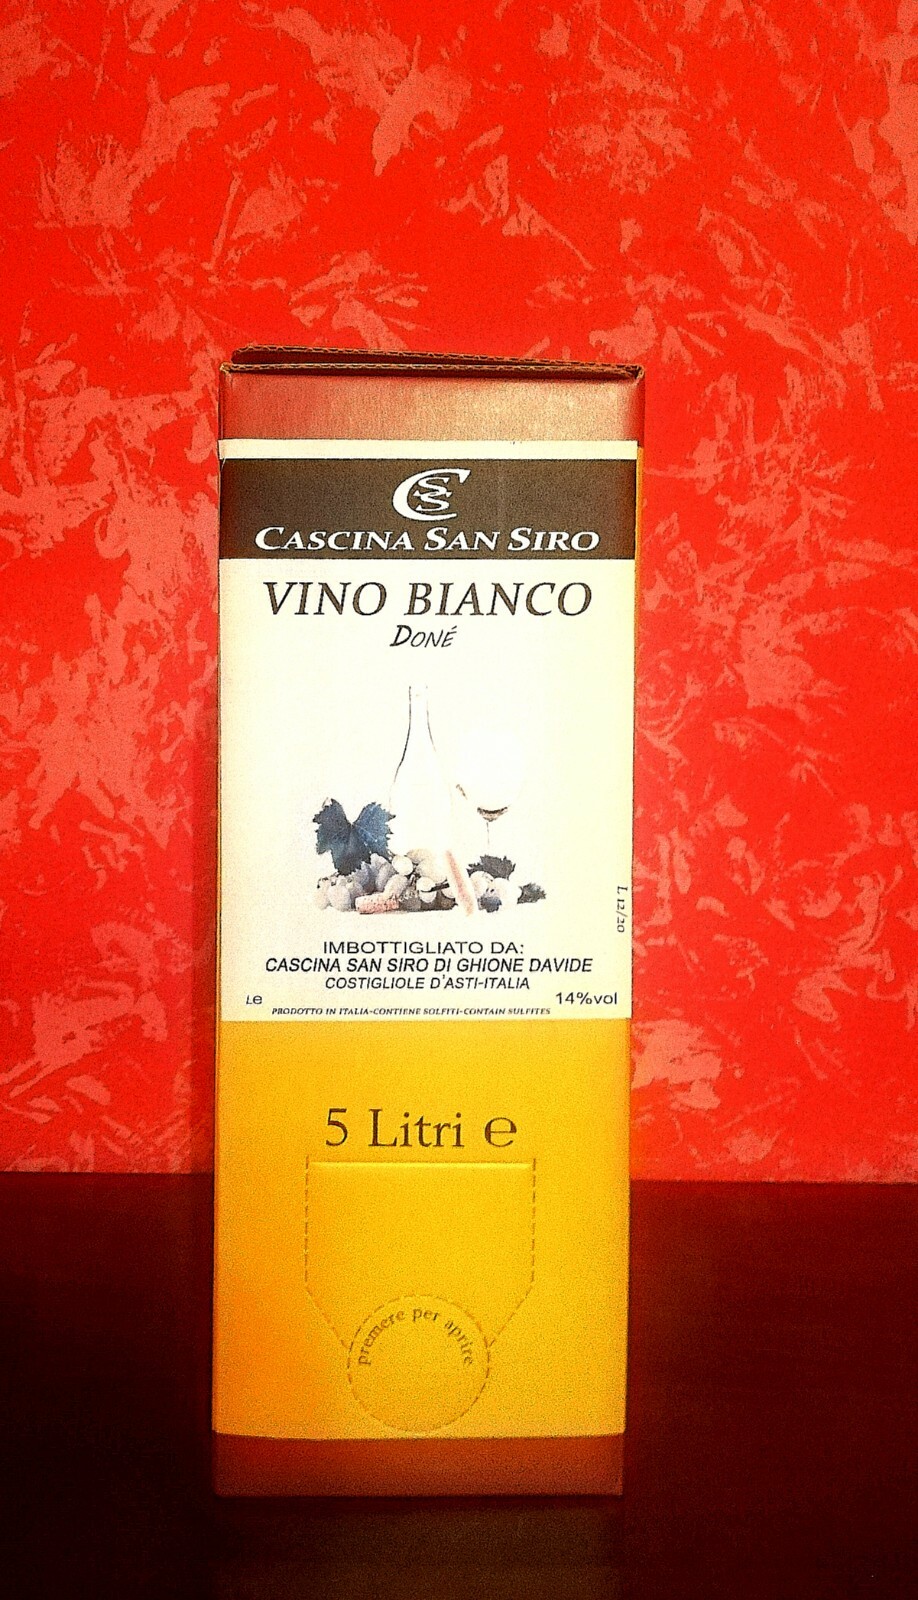 CSS
CASCINA SAN SIRO
VINO BIANCO
DONÉ
L 12/20
IMBOTTIGLIATO DA:
CASCINA SAN SIRO DI GHIONE DAVIDE
COSTIGLIOLE D'ASTI-ITALIA
Le 14%vol
PRODOTTO IN ITALIA-CONTIENE SOLFITI-CONTAIN SULFITES
5 Litri ℮
premere per aprire